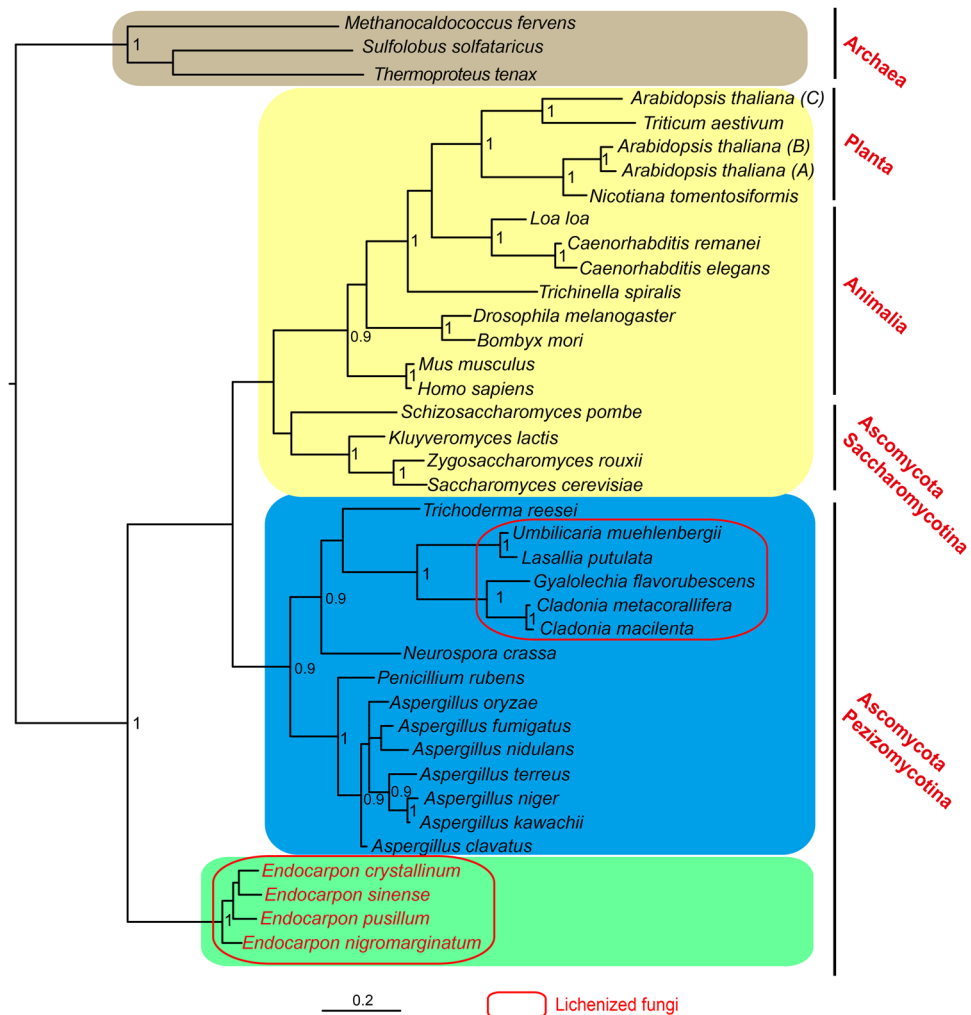 Methanocaldococcus fervens
1
Sulfolobus solfataricus
Thermoproteus tenax
Archaea
Arabidopsis thaliana (C)
1
Triticum aestivum
1
Arabidopsis thaliana (B)
1
Arabidopsis thaliana (A)
1
Nicotiana tomentosiformis
Planta
Loa loa
1
1
Caenorhabditis remanei
1
Caenorhabditis elegans
Trichinella spiralis
Drosophila melanogaster
0.9
1
Bombyx mori
Mus musculus
1
Homo sapiens
Animalia
Schizosaccharomyces pombe
Kluyveromyces lactis
1
Zygosaccharomyces rouxii
1
Saccharomyces cerevisiae
Ascomycota
Saccharomycotina
Trichoderma reesei
Umbilicaria muehlenbergii
1
Lasallia putulata
1
Gyalolechia flavorubescens
0.9
1
Cladonia metacorallifera
1
Cladonia macilenta
Neurospora crassa
0.9
Penicillium rubens
Aspergillus oryzae
Aspergillus fumigatus
1
Aspergillus nidulans
Aspergillus terreus
0.9
0.9
Aspergillus niger
1
Aspergillus kawachii
Aspergillus clavatus
1
Ascomycota
Pezizomycotina
Endocarpon crystallinum
Endocarpon sinense
1
Endocarpon pusillum
Endocarpon nigromarginatum
0.2
Lichenized fungi